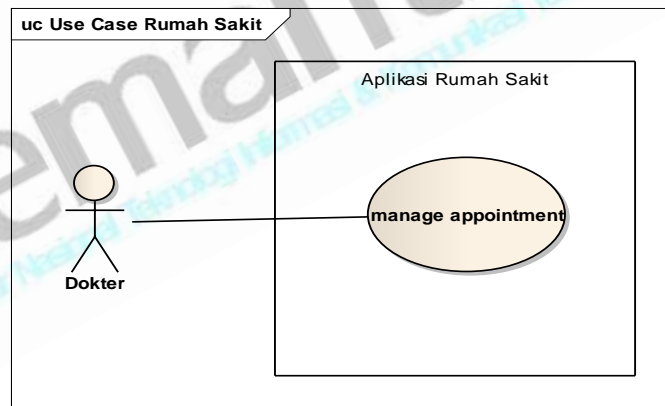 uc Use Case Rumah Sakit
Aplikasi Rumah Sakit
manage appointment
Dokter